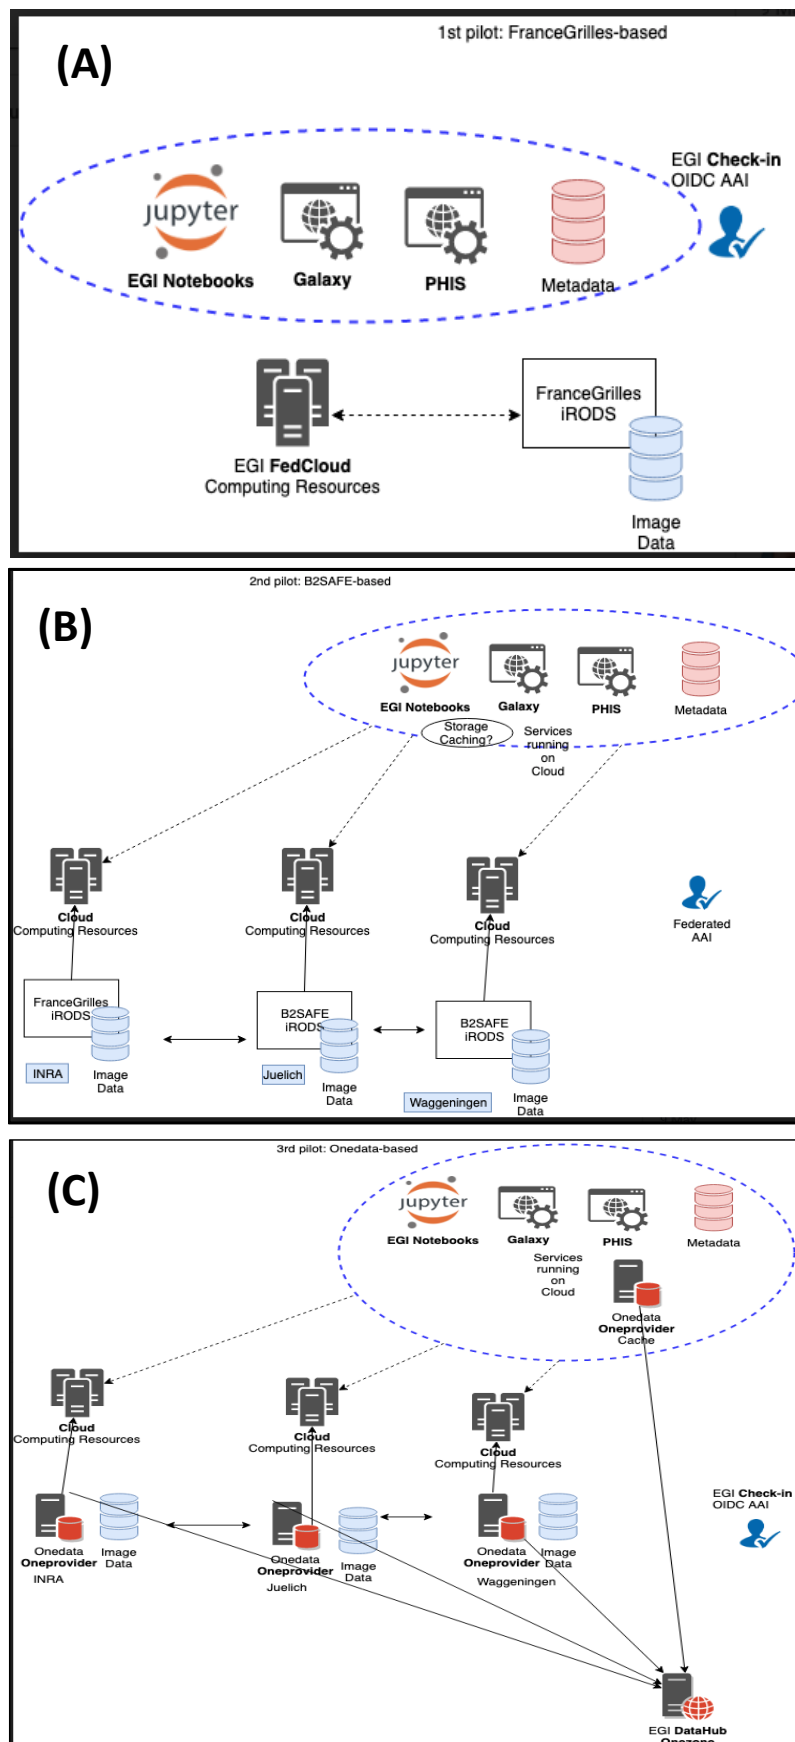 1st pilot: FranceGrilles-based
(A)
EGI Check-in
OIDC AAI
jupyter
EGI Notebooks
Galaxy
PHIS
Metadata
FranceGrilles
iRODS
EGI FedCloud
Computing Resources
Image
Data
2nd pilot: B2SAFE-based
(B)
jupyter
EGI Notebooks
Galaxy
PHIS
Metadata
Storage
Caching?
Services
running
on
Cloud
Cloud
Computing Resources
Cloud
Computing Resources
Cloud
Computing Resources
Federated
AAI
FranceGrilles
iRODS
B2SAFE
iRODS
B2SAFE
iRODS
INRA
Image
Data
Juelich
Image
Data
Waggeningen
Image
Data
3rd pilot: Onedata-based
(C)
jupyter
EGI Notebooks
Galaxy
PHIS
Metadata
Services
running
on
Cloud
Onedata
Oneprovider
Cache
Cloud
Computing Resources
Cloud
Computing Resources
Cloud
Computing Resources
EGI Check-in
OIDC AAI
Onedata
Oneprovider
INRA
Image
Data
Onedata
Oneprovider
Juelich
Image
Data
Onedata
Oneprovider
Waggeningen
Image
Data
EGI DataHub
Onezone